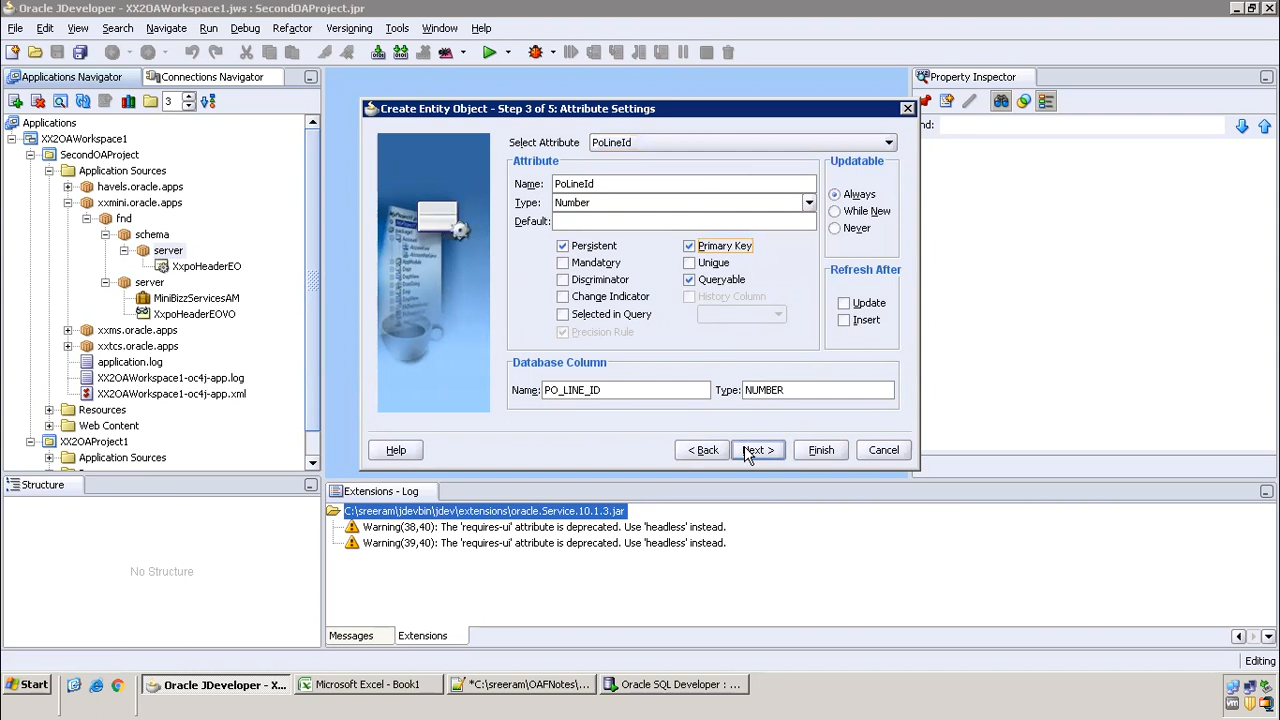 Oracle JDeveloper - XX2OAWorkspace1.jws : SecondOAProject.jpr
File Edit View Search Navigate Run Debug Refactor Versioning Tools Window Help
Applications Navigator
Connections Navigator
3
Applications
XX2OAWorkspace1
SecondOAProject
Application Sources
havels.oracle.apps
xxmini.oracle.apps
fnd
schema
server
XxpoHeaderEO
server
MiniBizzServicesAM
XxpoHeaderEOVO
xxms.oracle.apps
xxtcs.oracle.apps
application.log
XX2OAWorkspace1-oc4j-app.log
XX2OAWorkspace1-oc4j-app.xml
Resources
Web Content
XX2OAProject1
Application Sources
Structure
No Structure
Create Entity Object - Step 3 of 5: Attribute Settings
Select Attribute PoLineId
Attribute
Name: PoLineId
Type: Number
Default:
Persistent
Primary Key
Mandatory
Unique
Discriminator
Queryable
Change Indicator
History Column
Selected in Query
Precision Rule
Updatable
Always
While New
Never
Refresh After
Update
Insert
Database Column
Name: PO_LINE_ID Type: NUMBER
Help < Back Next > Finish Cancel
Property Inspector
nd:
Extensions - Log
C:\sreeram\jdevbin\jdev\extensions\oracle.Service.10.1.3.jar
Warning(38,40): The 'requires-ui' attribute is deprecated. Use 'headless' instead.
Warning(39,40): The 'requires-ui' attribute is deprecated. Use 'headless' instead.
Messages Extensions
Editing
Start
Oracle JDeveloper - X...
Microsoft Excel - Book1
*C:\sreeram\OAFNotes\...
Oracle SQL Developer : ...